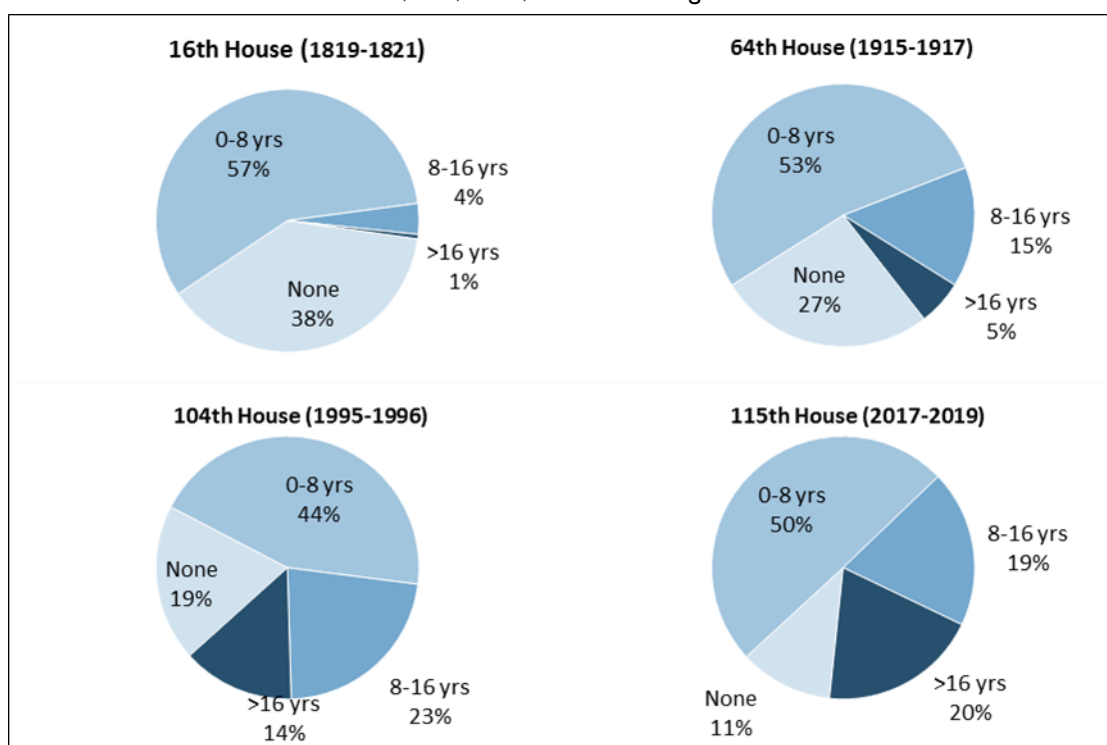 16th House (1819-1821)
0-8 yrs
57%
8-16 yrs
4%
>16 yrs
1%
None
38%
64th House (1915-1917)
0-8 yrs
53%
8-16 yrs
15%
>16 yrs
5%
None
27%
104th House (1995-1996)
0-8 yrs
44%
None
19%
>16 yrs
14%
8-16 yrs
23%
115th House (2017-2019)
0-8 yrs
50%
8-16 yrs
19%
>16 yrs
20%
None
11%